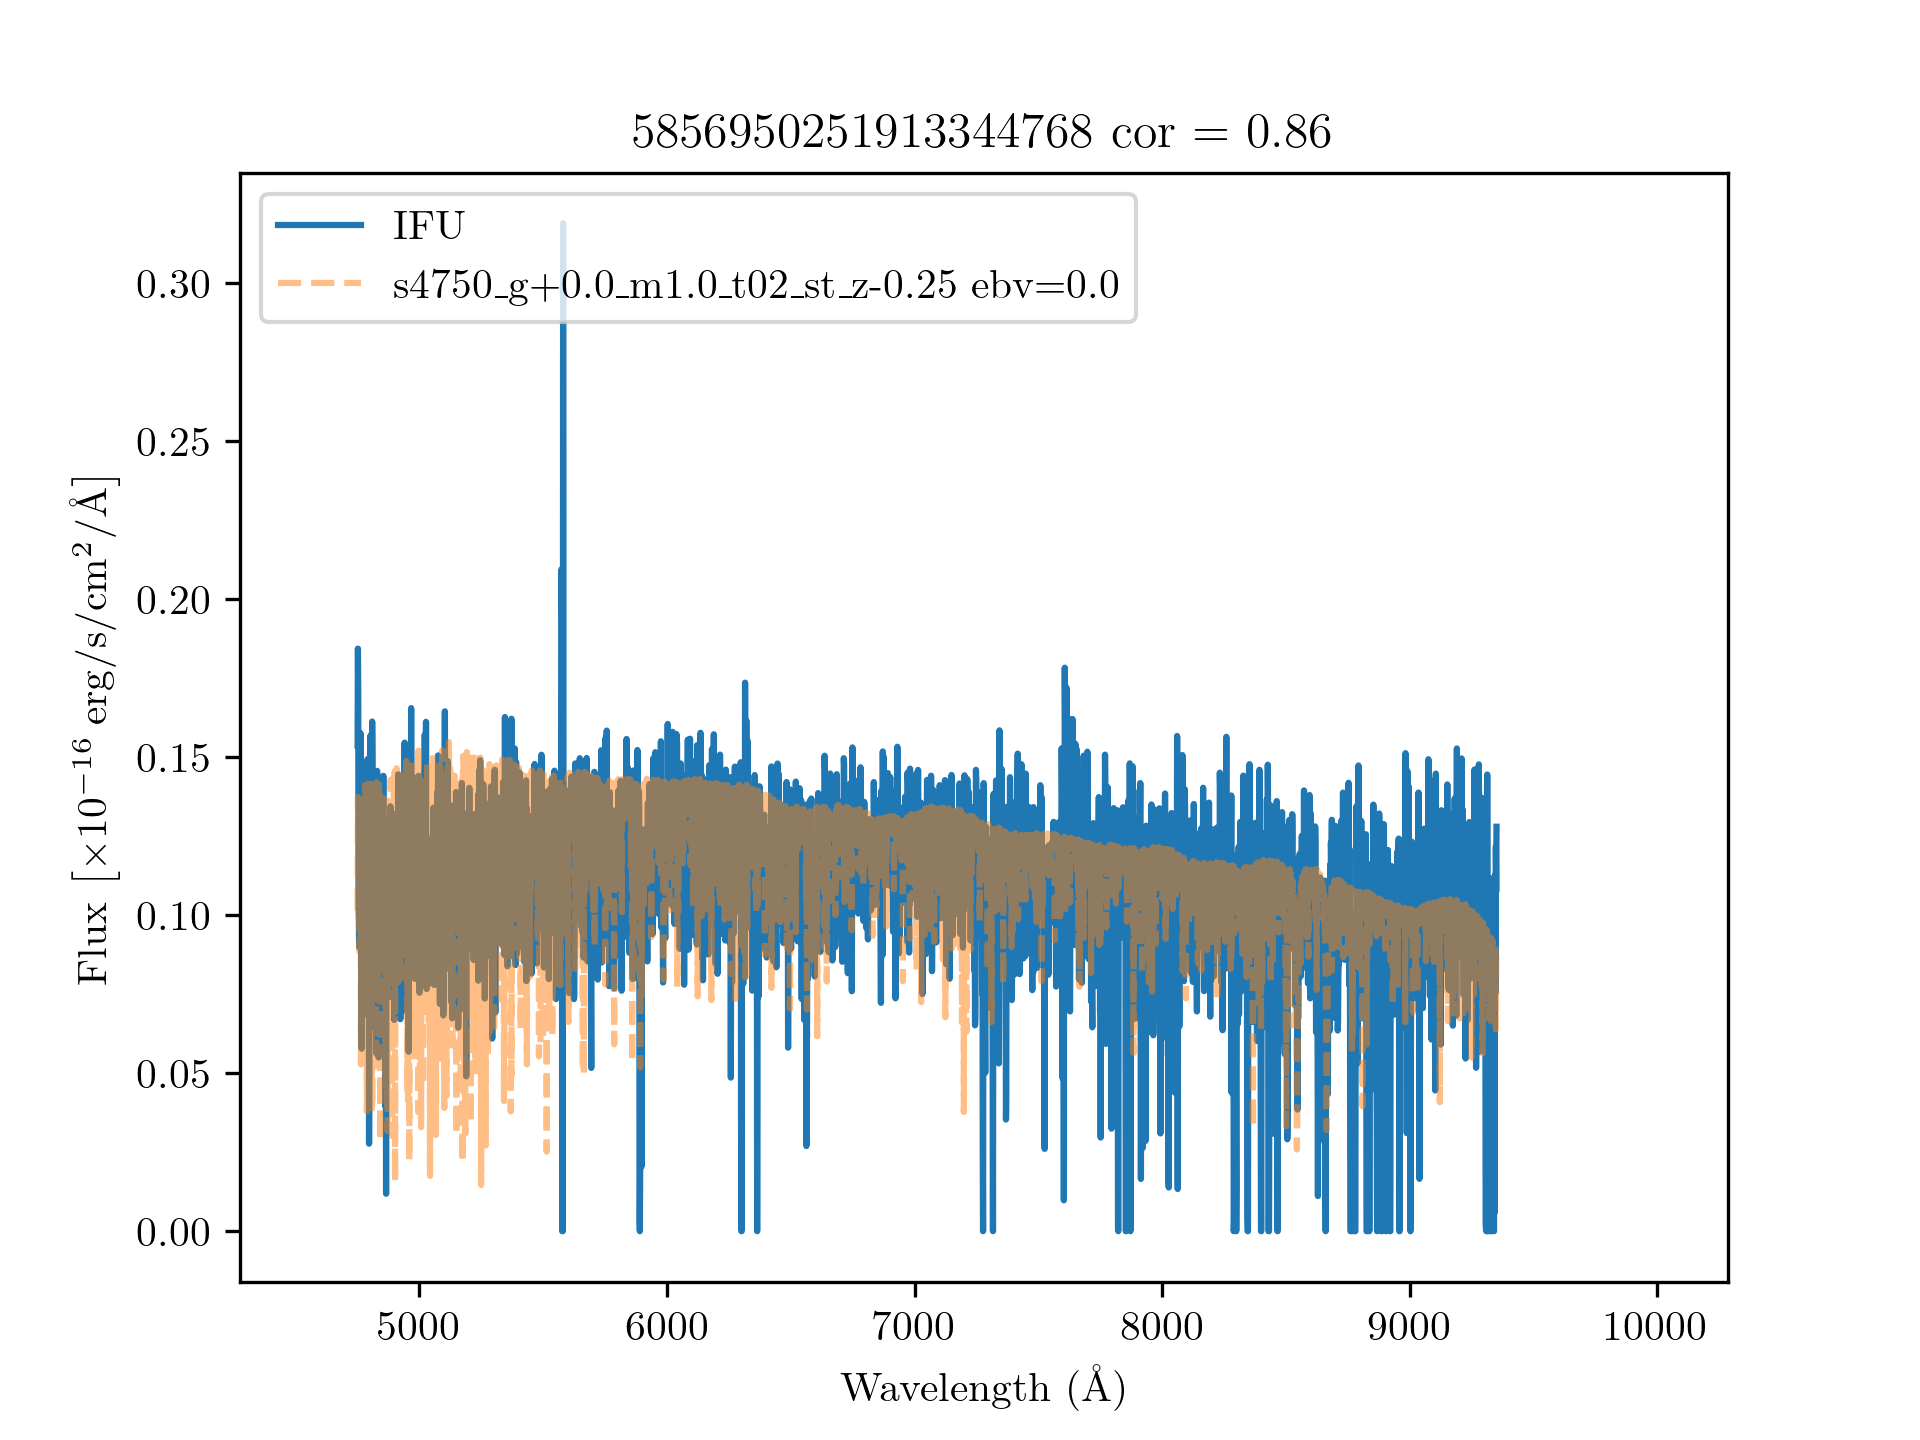 5856950251913344768 cor = 0.86
IFU
s4750_g+0.0_m1.0_t02_st_z-0.25 ebv=0.0
0.30
0.25
0.20
0.15
0.10
0.05
0.00
Flux [×10⁻¹⁶ erg/s/cm²/Å]
5000 6000 7000 8000 9000 10000
Wavelength (Å)